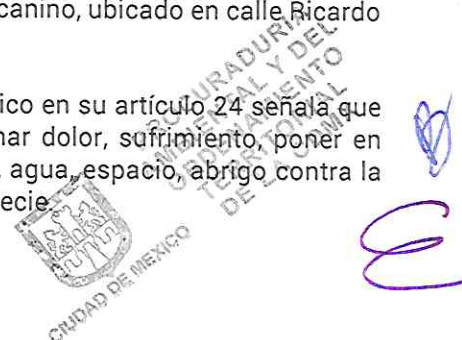 canino, ubicado en calle Ricardo
ico en su artículo 24 señala que
nar dolor, sufrimiento, poner en
, agua, espacio, abrigo contra la
ecie.
PROCURADURÍA
AMBIENTAL Y DEL
ORDENAMIENTO
TERRITORIAL
DE LA CDMX
CIUDAD DE MÉXICO